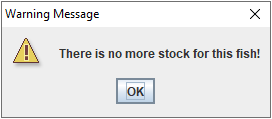 Warning Message
There is no more stock for this fish!
OK